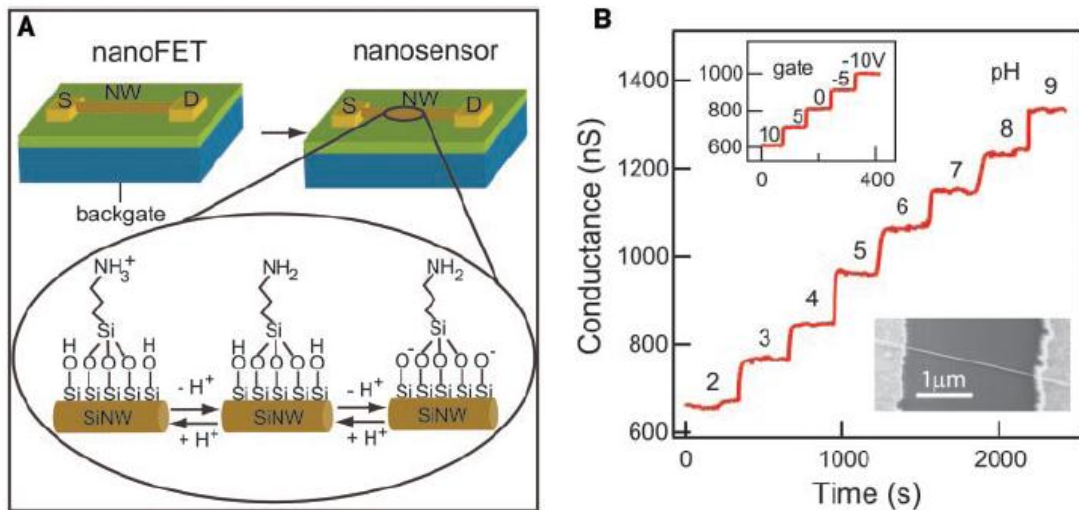 A
nanoFET
nanosensor
S NW D
S NW D
backgate
NH3+
NH2
NH2
Si
Si
Si
H H
O O O O O
H H
O O O O O
O- O O O O-
Si Si Si Si Si
Si Si Si Si Si
Si Si Si Si Si
SiNW
- H+
+ H+
SiNW
- H+
+ H+
SiNW
B
Conductance (nS)
1400
1200
1000
800
600
0 1000 2000
Time (s)
pH
2
3
4
5
6
7
8
9
gate
1000
800
600
0 400
10
5
0
-5
-10V
1μm